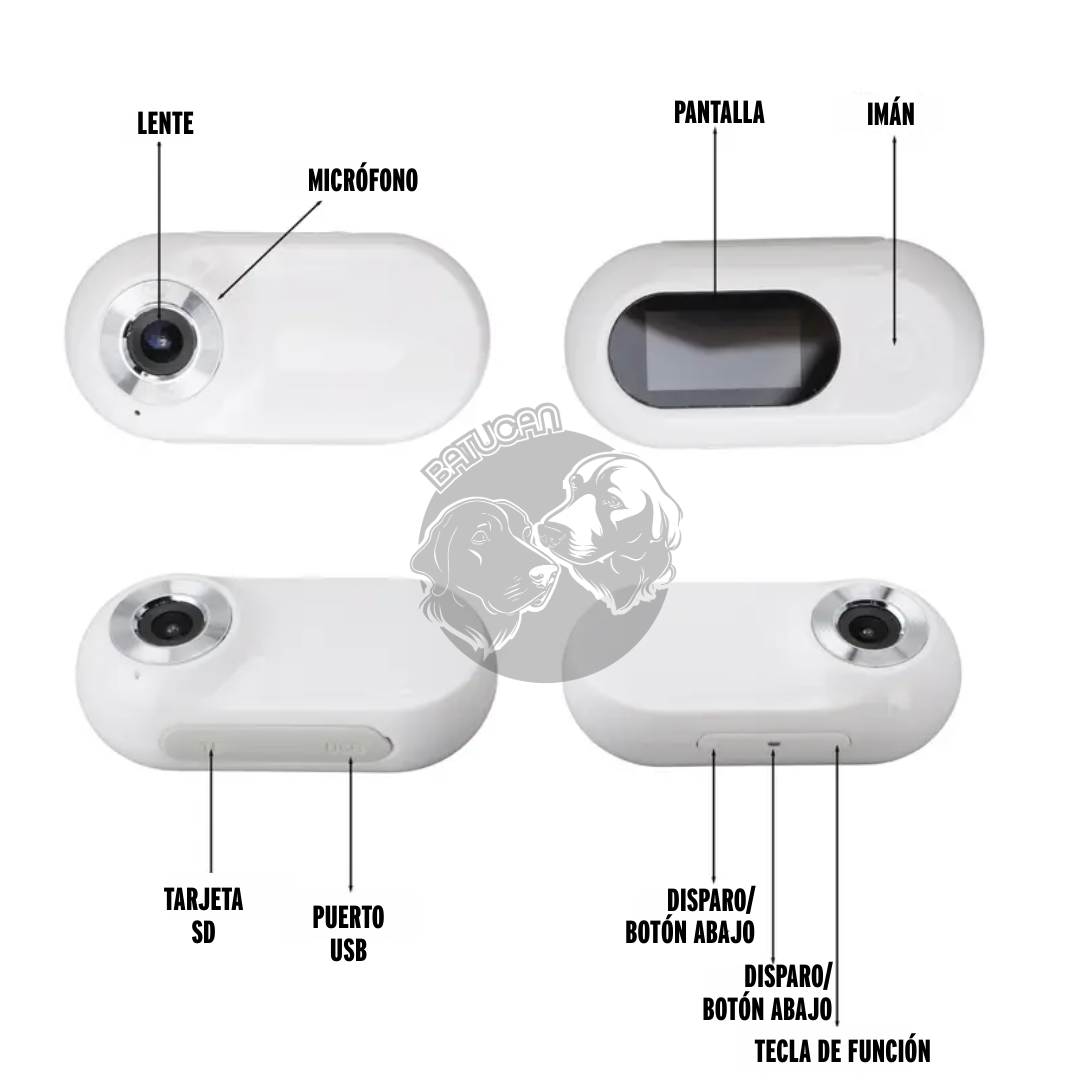 LENTE
MICRÓFONO
PANTALLA
IMÁN
BATUCAN
TARJETA
SD
PUERTO
USB
DISPARO/
BOTÓN ABAJO
DISPARO/
BOTÓN ABAJO
TECLA DE FUNCIÓN